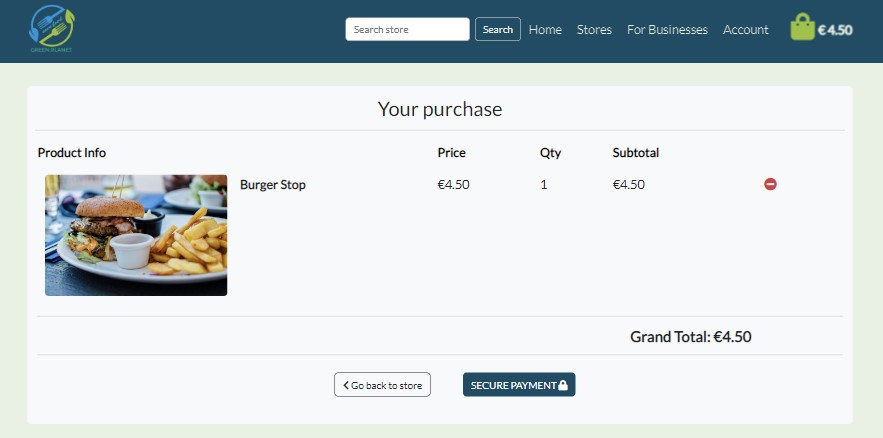 Search store
Search
Home
Stores
For Businesses
Account
€ 4.50
GREEN PLANET
Your purchase
Product Info
Price
Qty
Subtotal
Burger Stop
€4.50
1
€4.50
Grand Total: €4.50
Go back to store
SECURE PAYMENT